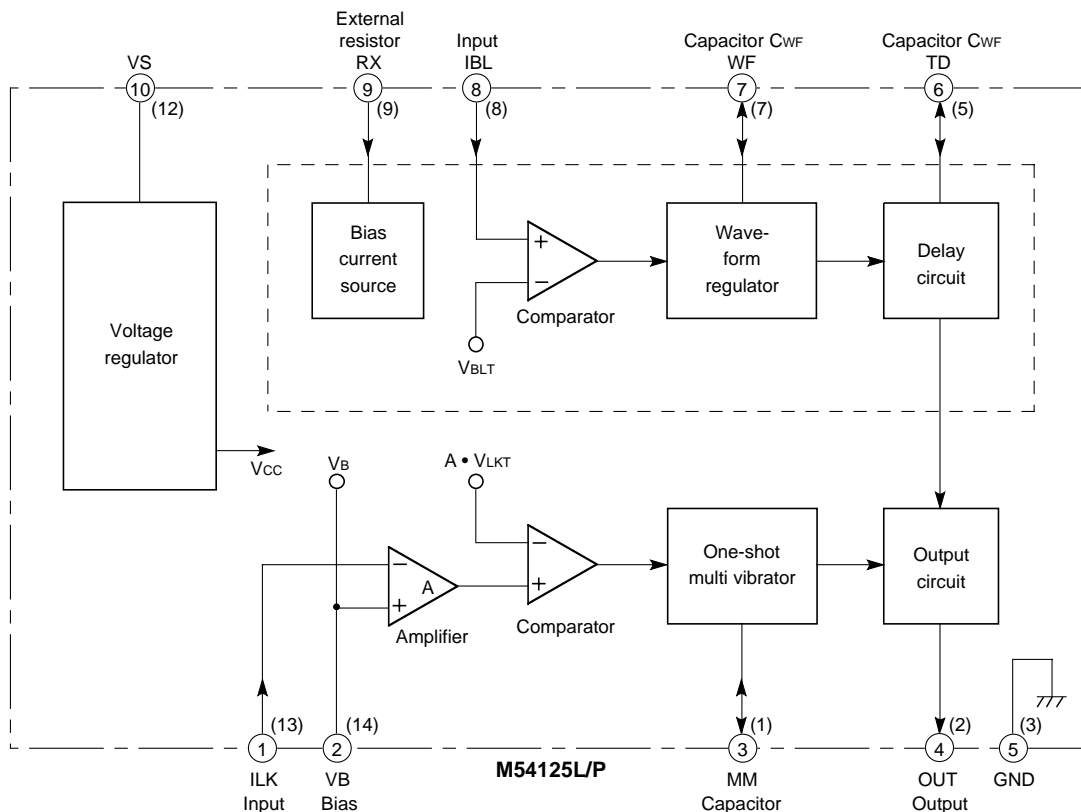 External
resistor
RX
VS
Input
IBL
Capacitor CWF
WF
Capacitor CWF
TD
10
(12)
9
(9)
8
(8)
7
(7)
6
(5)
Voltage
regulator
Bias
current
source
+
−
Comparator
VBLT
Wave-
form
regulator
Delay
circuit
VCC
VB
A • VLKT
−
A
+
Amplifier
−
+
Comparator
One-shot
multi vibrator
Output
circuit
1
(13)
2
(14)
3
(1)
4
(2)
5
(3)
ILK
Input
VB
Bias
M54125L/P
MM
Capacitor
OUT
Output
GND